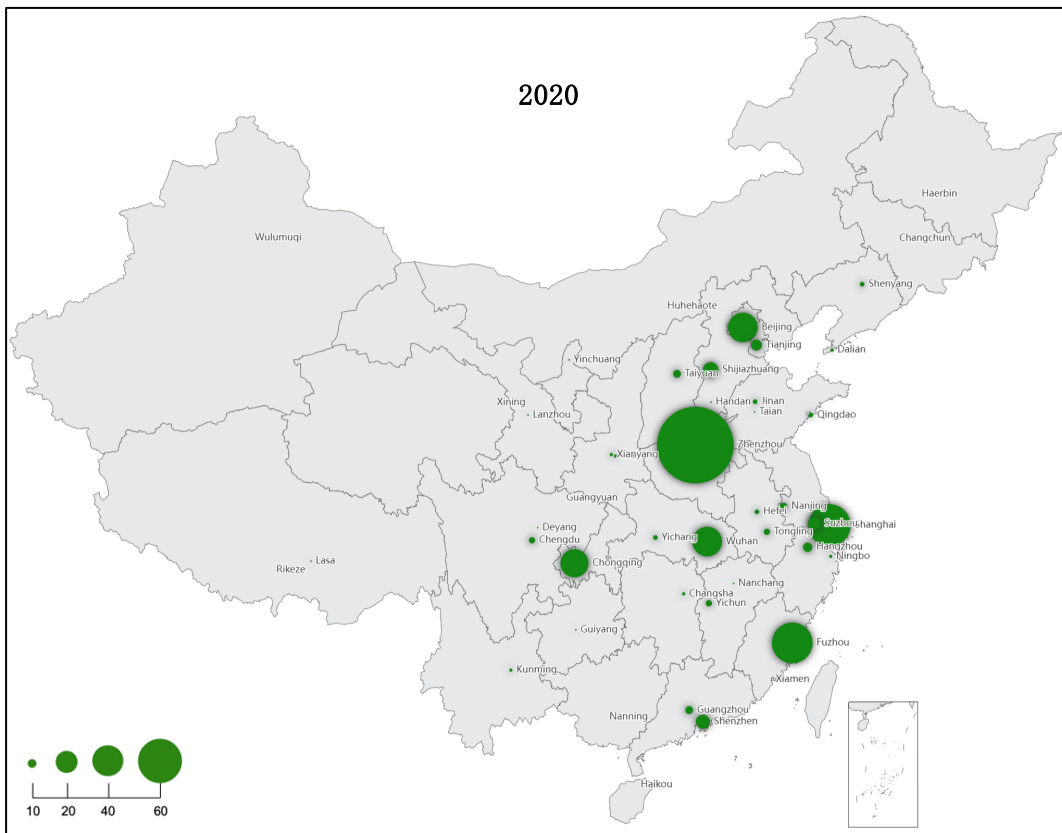 2020
Haerbin
Wulumuqi
Changchun
Shenyang
Huhehaote
Beijing
Tianjing
Dalian
Yinchuang
Shijiazhuang
Taiyuan
Xining
Handan
Jinan
Lanzhou
Taian
Qingdao
Zhenzhou
Xianyang
Guangyuan
Nanjing
Hefei
Suzhou
Shanghai
Deyang
Tongling
Chengdu
Yichang
Wuhan
Hangzhou
Ningbo
Lasa
Chongqing
Rikeze
Nanchang
Changsha
Yichun
Guiyang
Fuzhou
Kunming
Xiamen
Guangzhou
Nanning
Shenzhen
Haikou
10 20 40 60